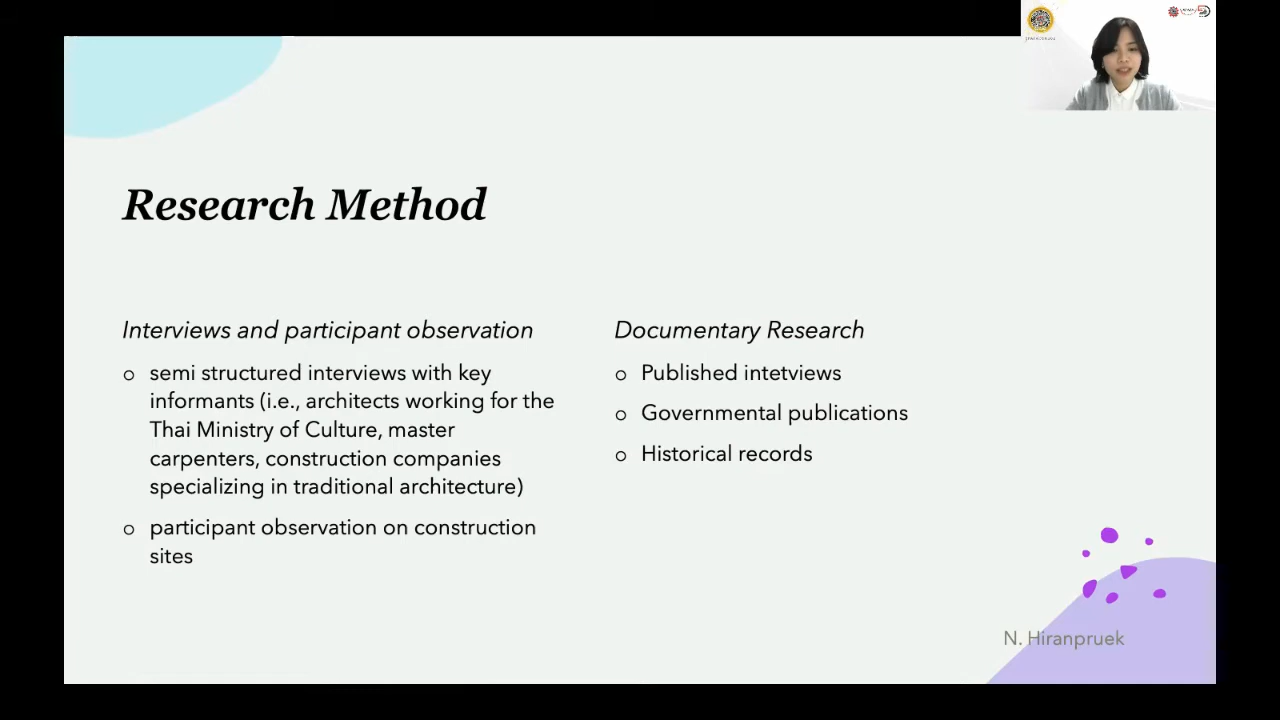 Research Method
Interviews and participant observation
o semi structured interviews with key
informants (i.e., architects working for the
Thai Ministry of Culture, master
carpenters, construction companies
specializing in traditional architecture)
o participant observation on construction
sites
Documentary Research
o Published intetviews
o Governmental publications
o Historical records
N. Hiranpruek